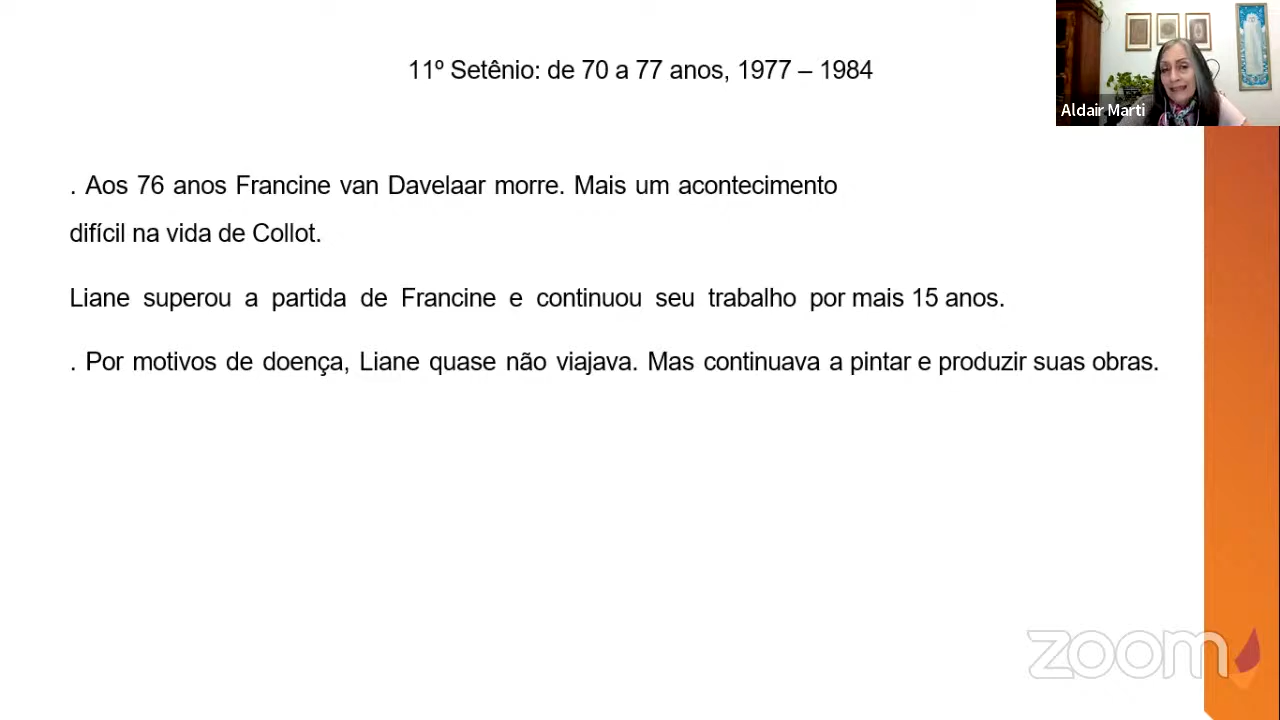 11º Setênio: de 70 a 77 anos, 1977 – 1984
Aldair Marti
. Aos 76 anos Francine van Davelaar morre. Mais um acontecimento
difícil na vida de Collot.
Liane superou a partida de Francine e continuou seu trabalho por mais 15 anos.
. Por motivos de doença, Liane quase não viajava. Mas continuava a pintar e produzir suas obras.
zoom